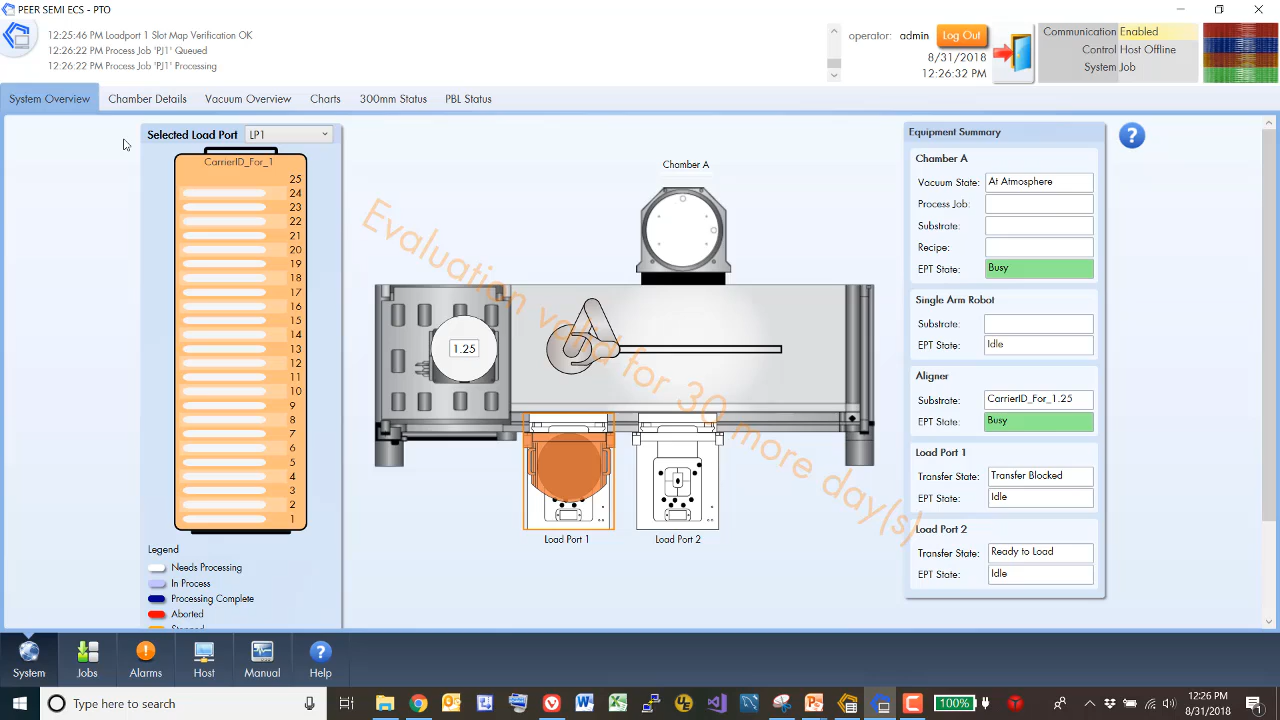 PEER SEMI ECS - PTO
12:25:46 PM Loadport 1 Slot Map Verification OK
12:26:22 PM Process Job 'PJ1' Queued
12:26:22 PM Process Job 'PJ1' Processing
operator: admin
Log Out
8/31/2018
12:26:32 PM
Communication Enabled
Control Host Offline
System Job
System Overview
Chamber Details
Vacuum Overview
Charts
300mm Status
PBL Status
Selected Load Port LP1
CarrierID_For_1
25
24
23
22
21
20
19
18
17
16
15
14
13
12
11
10
9
8
7
6
5
4
3
2
1
Legend
Needs Processing
In Process
Processing Complete
Aborted
Chamber A
1.25
Load Port 1
Load Port 2
Evaluation valid for 30 more day(s)
Equipment Summary
?
Chamber A
Vacuum State: At Atmosphere
Process Job:
Substrate:
Recipe:
EPT State: Busy
Single Arm Robot
Substrate:
EPT State: Idle
Aligner
Substrate: CarrierID_For_1.25
EPT State: Busy
Load Port 1
Transfer State: Transfer Blocked
EPT State: Idle
Load Port 2
Transfer State: Ready to Load
EPT State: Idle
System
Jobs
Alarms
Host
Manual
Help
Type here to search
100%
12:26 PM
8/31/2018